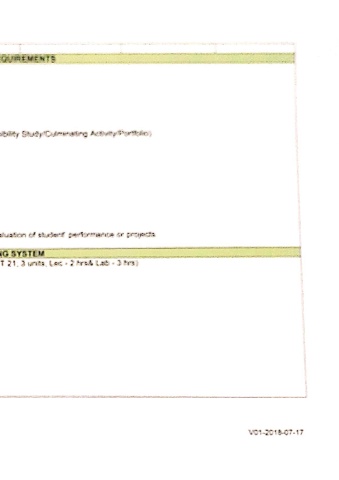 QUIREMENTS
ibility Study/Culminating Activity/Portfolio)
aluation of student' performance or projects
NG SYSTEM
T 21, 3 units, Lec - 2 hrs& Lab - 3 hrs)
V01-2018-07-17